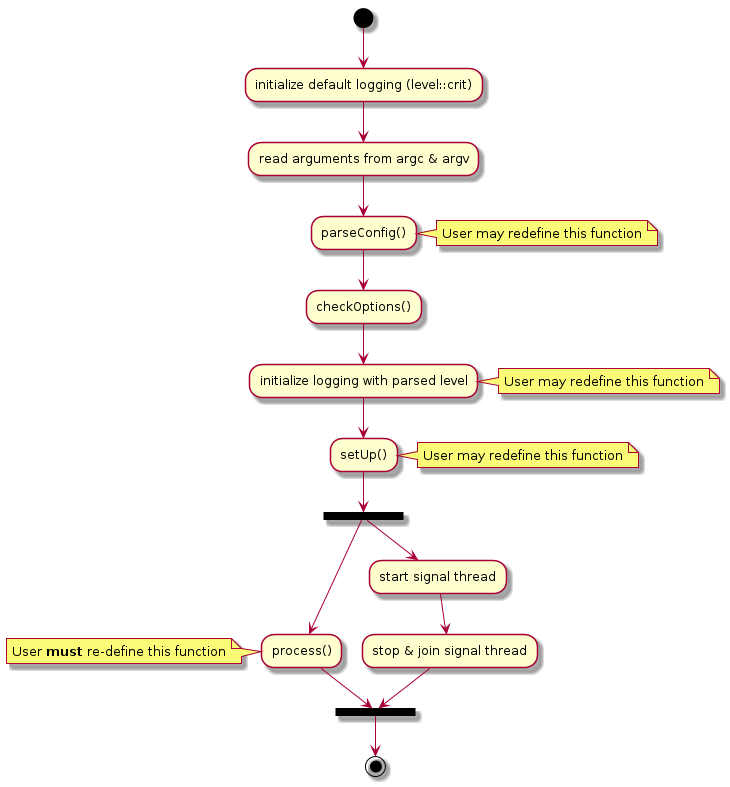 initialize default logging (level::crit)
read arguments from argc & argv
parseConfig()
User may redefine this function
checkOptions()
initialize logging with parsed level
User may redefine this function
setUp()
User may redefine this function
start signal thread
User must re-define this function
process()
stop & join signal thread